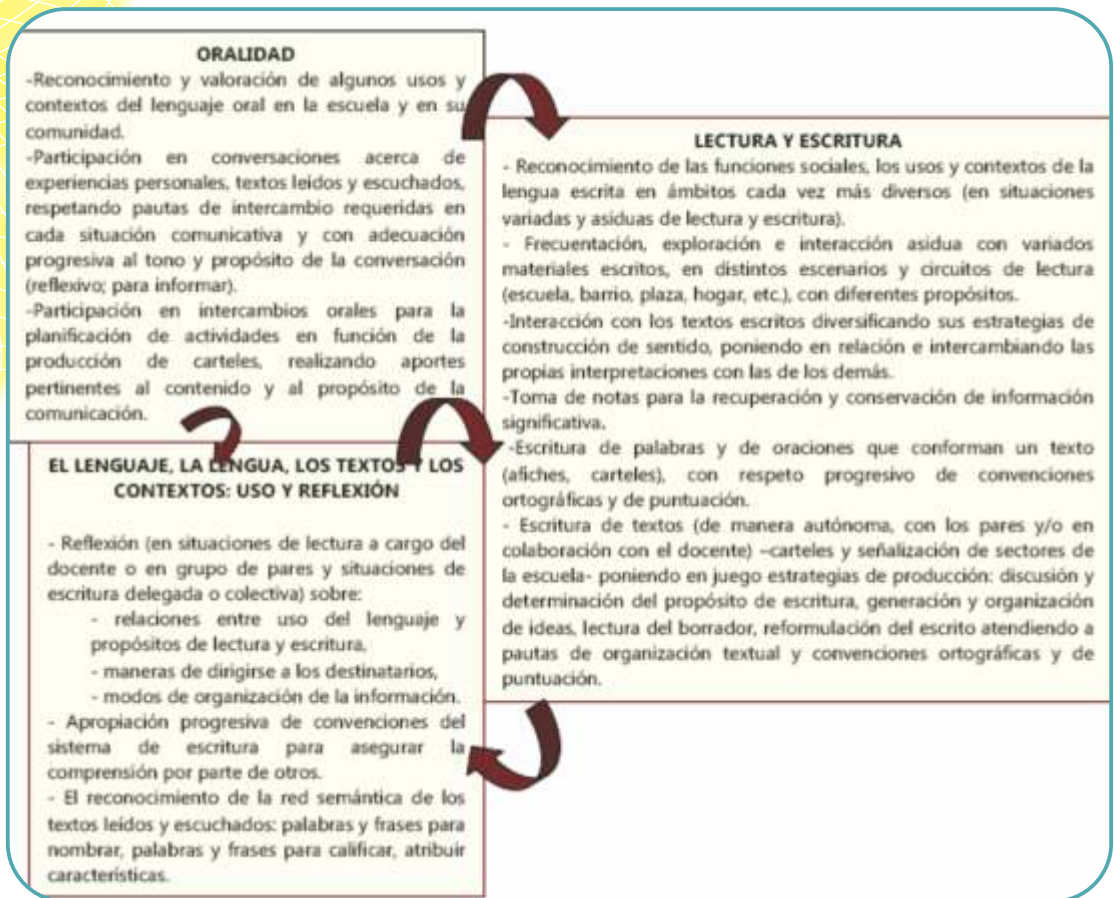 ORALIDAD
-Reconocimiento y valoración de algunos usos y
contextos del lenguaje oral en la escuela y en su
comunidad.
-Participación en conversaciones acerca de
experiencias personales, textos leídos y escuchados,
respetando pautas de intercambio requeridas en
cada situación comunicativa y con adecuación
progresiva al tono y propósito de la conversación
(reflexivo; para informar).
-Participación en intercambios orales para la
planificación de actividades en función de la
producción de carteles, realizando aportes
pertinentes al contenido y al propósito de la
comunicación.
LECTURA Y ESCRITURA
- Reconocimiento de las funciones sociales, los usos y contextos de la
lengua escrita en ámbitos cada vez más diversos (en situaciones
variadas y asiduas de lectura y escritura).
- Frecuentación, exploración e interacción asidua con variados
materiales escritos, en distintos escenarios y circuitos de lectura
(escuela, barrio, plaza, hogar, etc.), con diferentes propósitos.
-Interacción con los textos escritos diversificando sus estrategias de
construcción de sentido, poniendo en relación e intercambiando las
propias interpretaciones con las de los demás.
-Toma de notas para la recuperación y conservación de información
significativa.
-Escritura de palabras y de oraciones que conforman un texto
(afiches, carteles), con respeto progresivo de convenciones
ortográficas y de puntuación.
- Escritura de textos (de manera autónoma, con los pares y/o en
colaboración con el docente) –carteles y señalización de sectores de
la escuela- poniendo en juego estrategias de producción: discusión y
determinación del propósito de escritura, generación y organización
de ideas, lectura del borrador, reformulación del escrito atendiendo a
pautas de organización textual y convenciones ortográficas y de
puntuación.
EL LENGUAJE, LA LENGUA, LOS TEXTOS Y LOS
CONTEXTOS: USO Y REFLEXIÓN
- Reflexión (en situaciones de lectura a cargo del
docente o en grupo de pares y situaciones de
escritura delegada o colectiva) sobre:
- relaciones entre uso del lenguaje y
propósitos de lectura y escritura,
- maneras de dirigirse a los destinatarios,
- modos de organización de la información.
- Apropiación progresiva de convenciones del
sistema de escritura para asegurar la
comprensión por parte de otros.
- El reconocimiento de la red semántica de los
textos leídos y escuchados: palabras y frases para
nombrar, palabras y frases para calificar, atribuir
características.